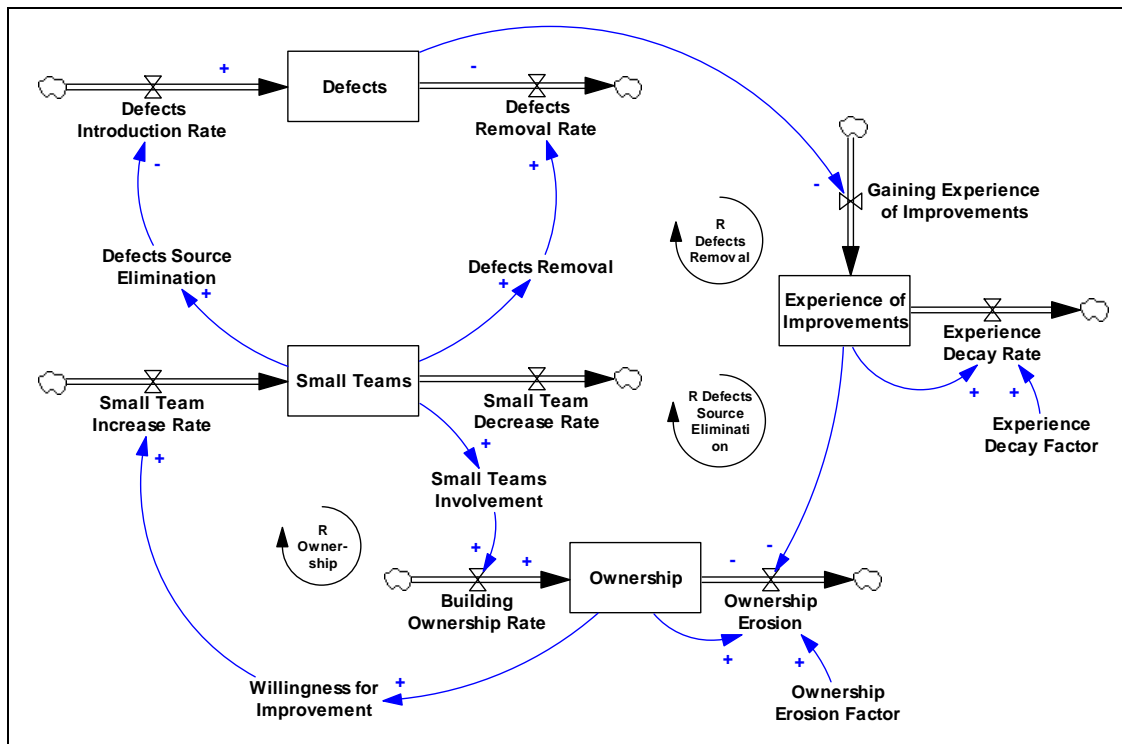 +
-
Defects
Defects
Introduction Rate
Defects
Removal Rate
-
+
-
Gaining Experience
of Improvements
R
Defects
Removal
Defects Source
Elimination
+
Defects Removal
+
Experience of
Improvements
Experience
Decay Rate
+
+
Experience
Decay Factor
Small Teams
Small Team
Increase Rate
+
Small Team
Decrease Rate
R Defects
Source
Eliminati
on
+
Small Teams
Involvement
R
Owner-
ship
+
+
Ownership
-
-
Building
Ownership Rate
Ownership
Erosion
+
+
+
Willingness for
Improvement
Ownership
Erosion Factor